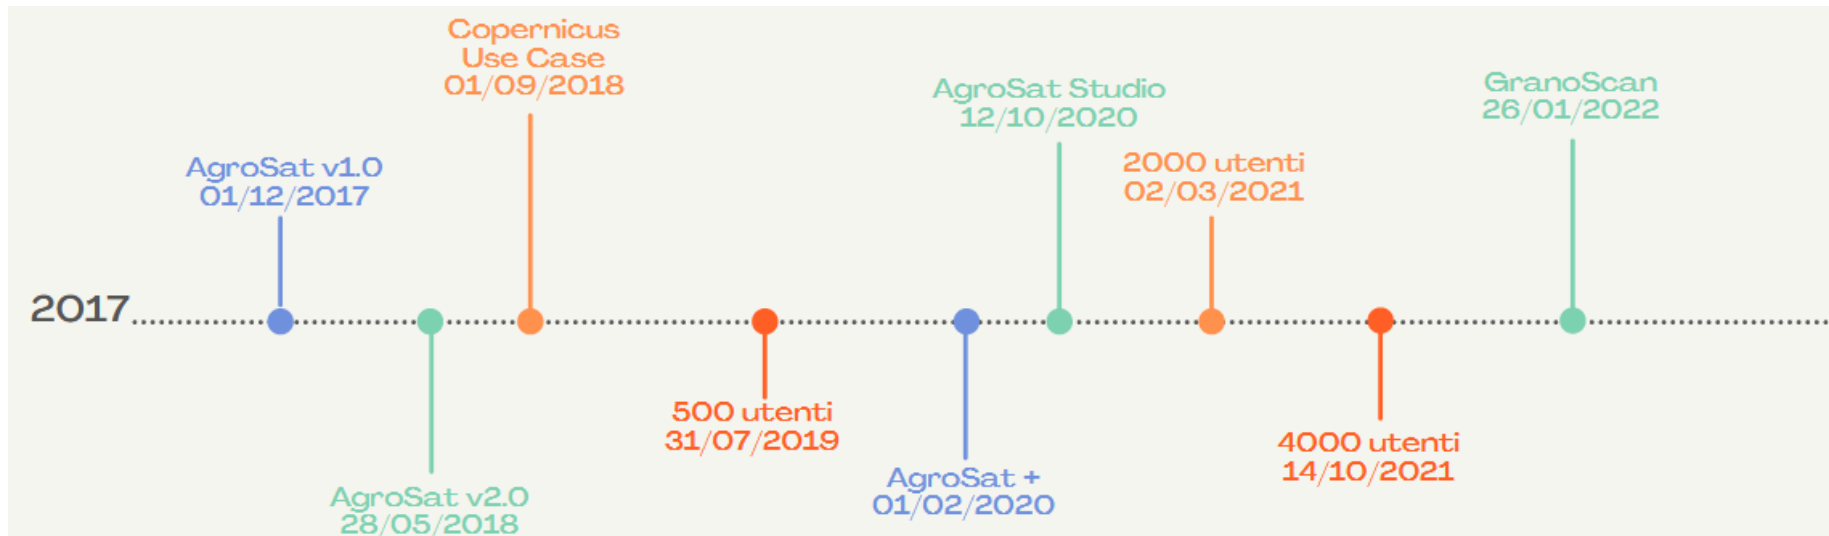 2017
AgroSat v1.0
01/12/2017
AgroSat v2.0
28/05/2018
Copernicus
Use Case
01/09/2018
500 utenti
31/07/2019
AgroSat +
01/02/2020
AgroSat Studio
12/10/2020
2000 utenti
02/03/2021
4000 utenti
14/10/2021
GranoScan
26/01/2022